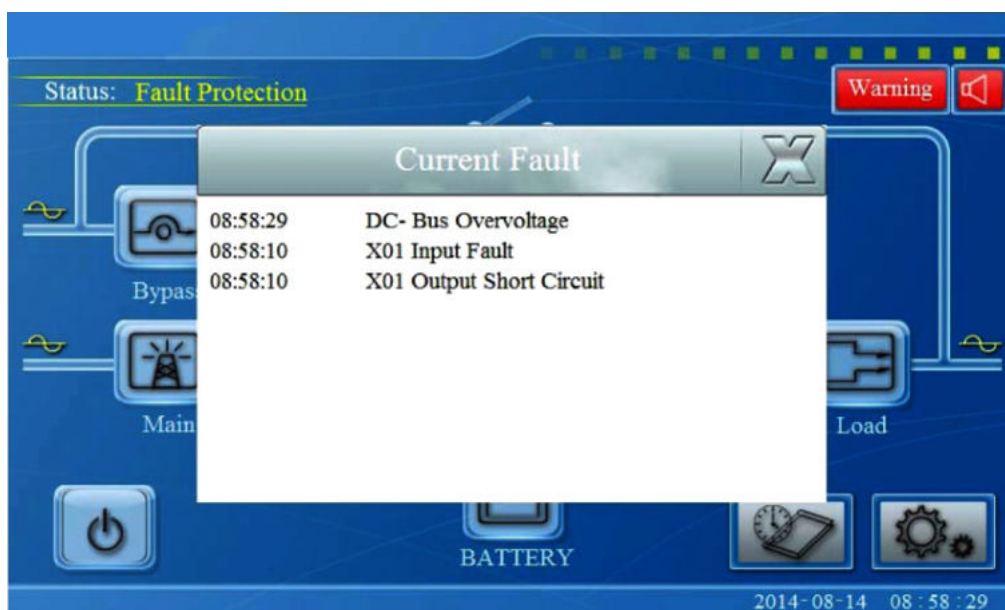 Status: Fault Protection
Warning
Current Fault
08:58:29 DC- Bus Overvoltage
08:58:10 X01 Input Fault
08:58:10 X01 Output Short Circuit
Bypas
Main
Load
BATTERY
2014-08-14 08:58:29